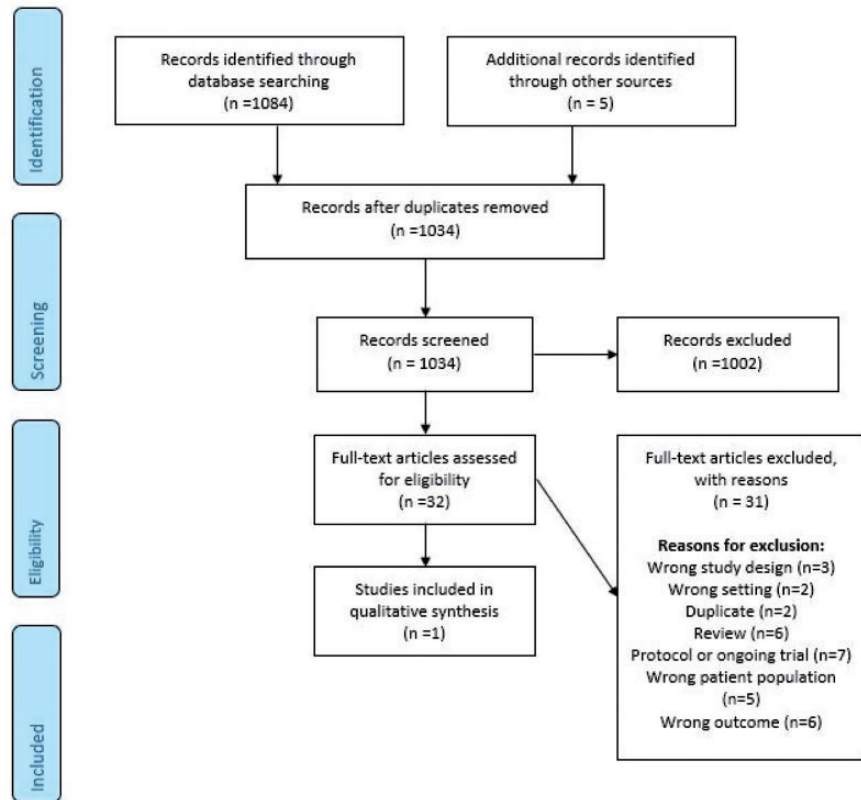 Identification
Records identified through
database searching
(n =1084)
Additional records identified
through other sources
(n = 5)
Records after duplicates removed
(n =1034)
Screening
Records screened
(n = 1034)
Records excluded
(n =1002)
Eligibility
Full-text articles assessed
for eligibility
(n =32)
Full-text articles excluded,
with reasons
(n = 31)
Reasons for exclusion:
Wrong study design (n=3)
Wrong setting (n=2)
Duplicate (n=2)
Review (n=6)
Protocol or ongoing trial (n=7)
Wrong patient population
(n=5)
Wrong outcome (n=6)
Studies included in
qualitative synthesis
(n =1)
Included